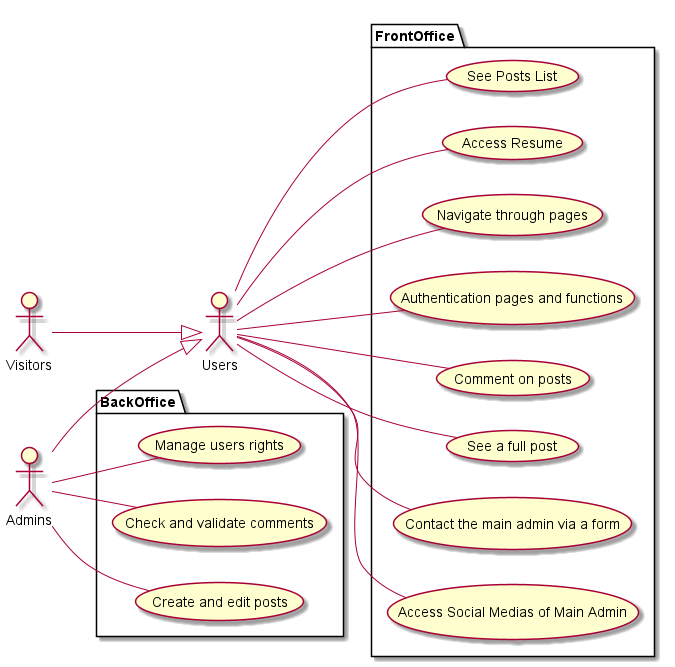 FrontOffice
See Posts List
Access Resume
Navigate through pages
Authentication pages and functions
Visitors
Users
Comment on posts
BackOffice
Manage users rights
See a full post
Admins
Check and validate comments
Contact the main admin via a form
Create and edit posts
Access Social Medias of Main Admin